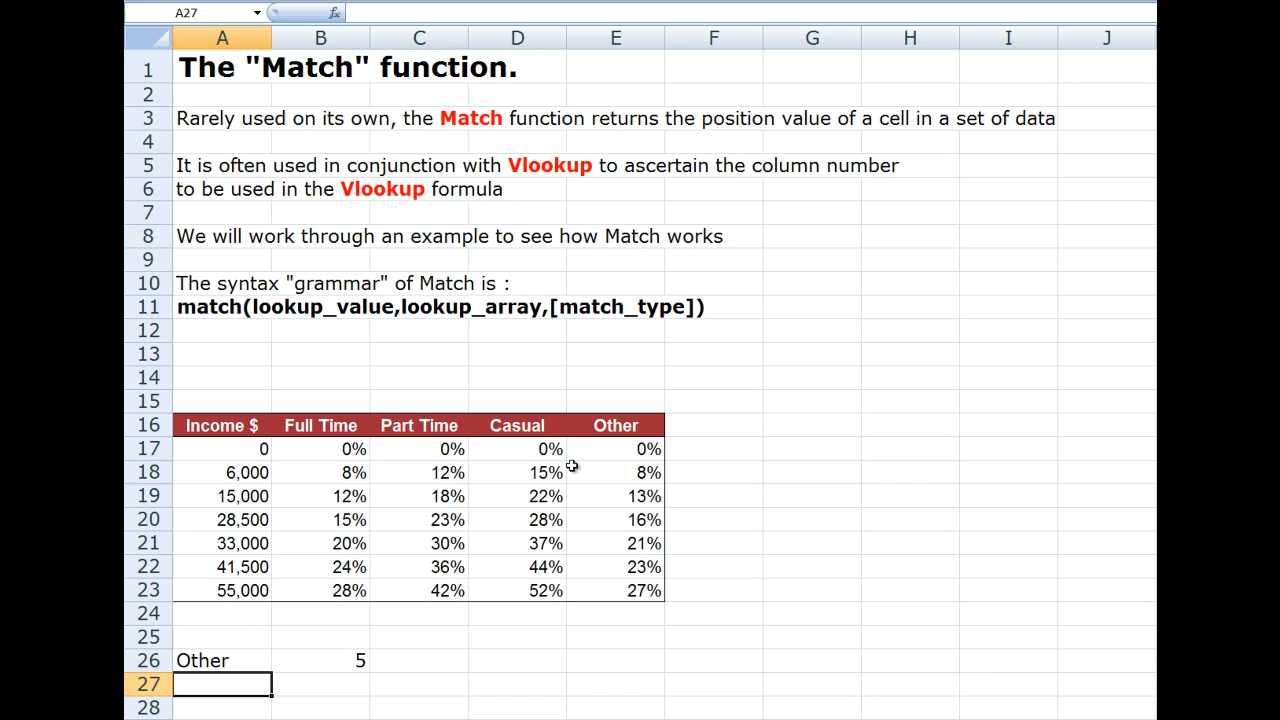 A27
fx
A B C D E F G H I J
1 The "Match" function.
2
3 Rarely used on its own, the Match function returns the position value of a cell in a set of data
4
5 It is often used in conjunction with Vlookup to ascertain the column number
6 to be used in the Vlookup formula
7
8 We will work through an example to see how Match works
9
10 The syntax "grammar" of Match is :
11 match(lookup_value,lookup_array,[match_type])
12
13
14
15
16 Income $ Full Time Part Time Casual Other
17 0 0% 0% 0% 0%
18 6,000 8% 12% 15% 8%
19 15,000 12% 18% 22% 13%
20 28,500 15% 23% 28% 16%
21 33,000 20% 30% 37% 21%
22 41,500 24% 36% 44% 23%
23 55,000 28% 42% 52% 27%
24
25
26 Other 5
27
28